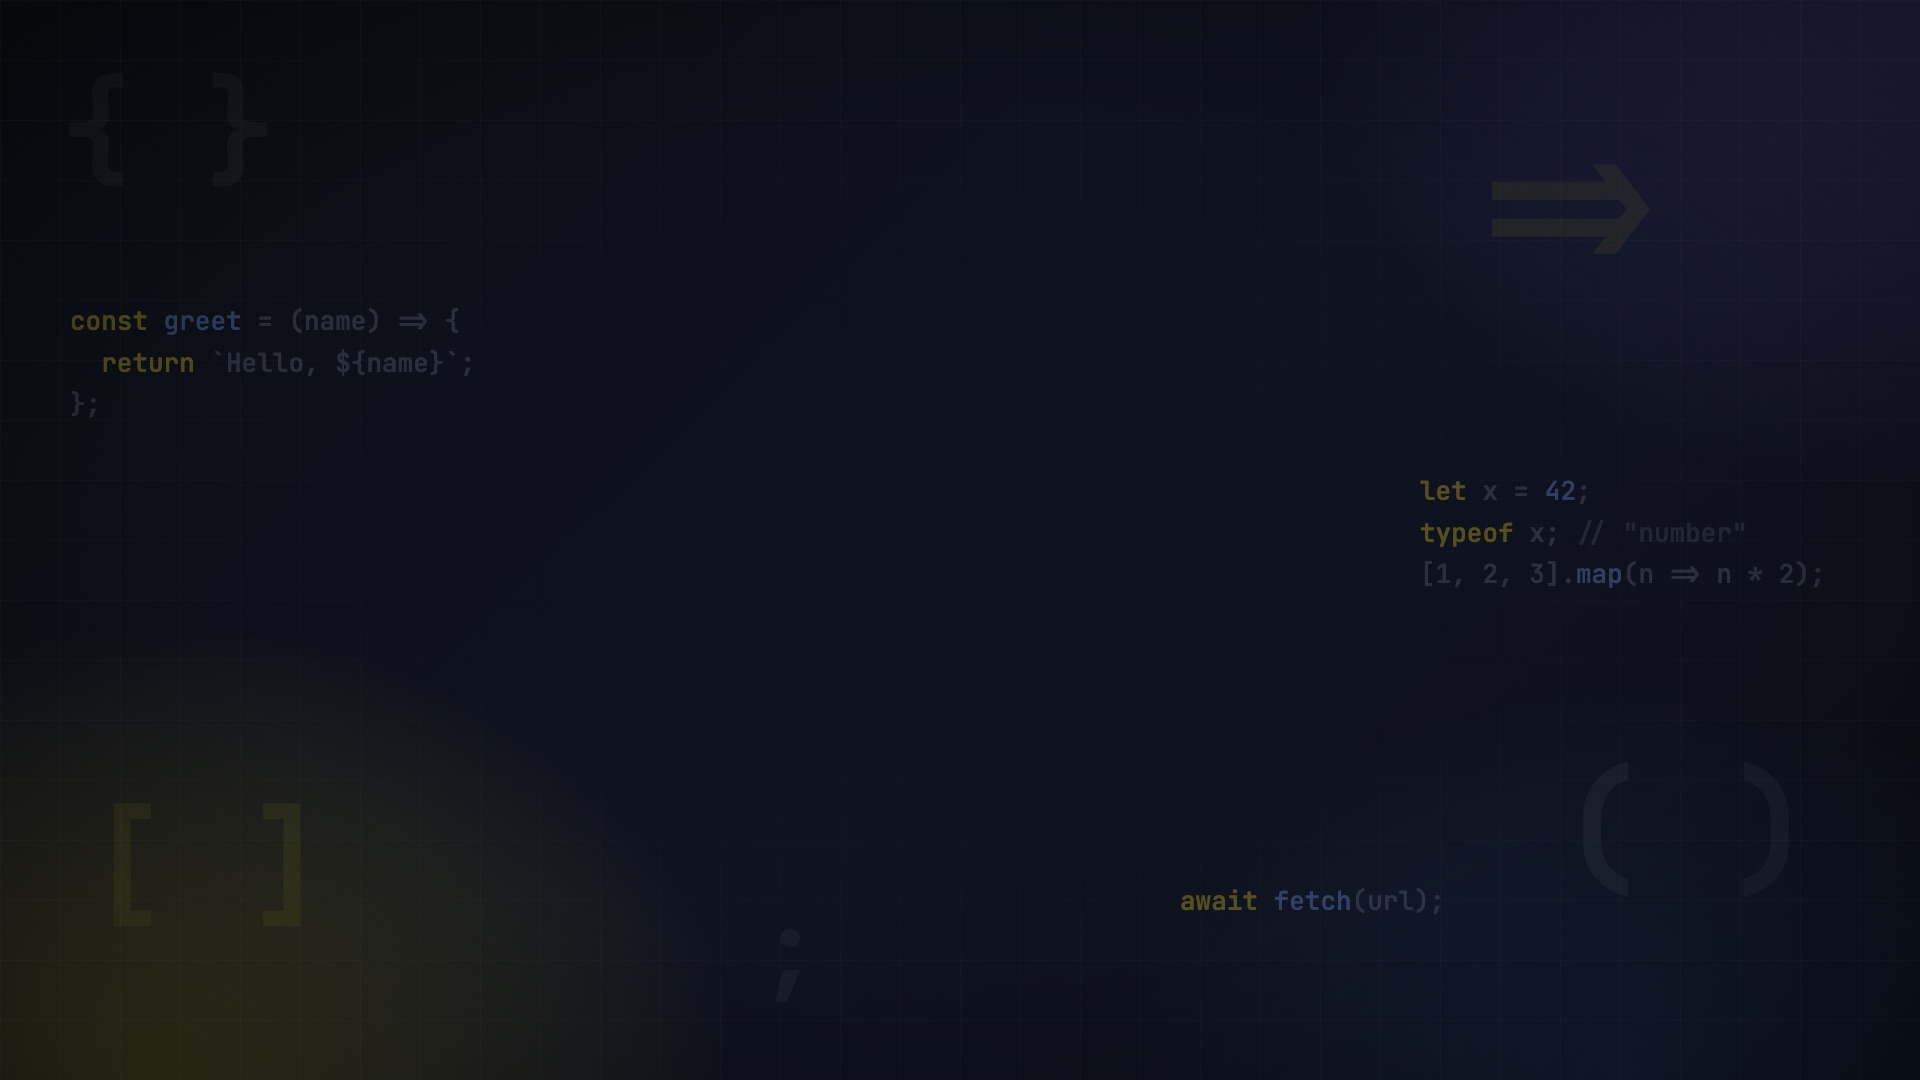 { }
⇒
const greet = (name) => {
  return `Hello, ${name}`;
};
let x = 42;
typeof x; // "number"
[1, 2, 3].map(n => n * 2);
[ ]
( )
await fetch(url);
;